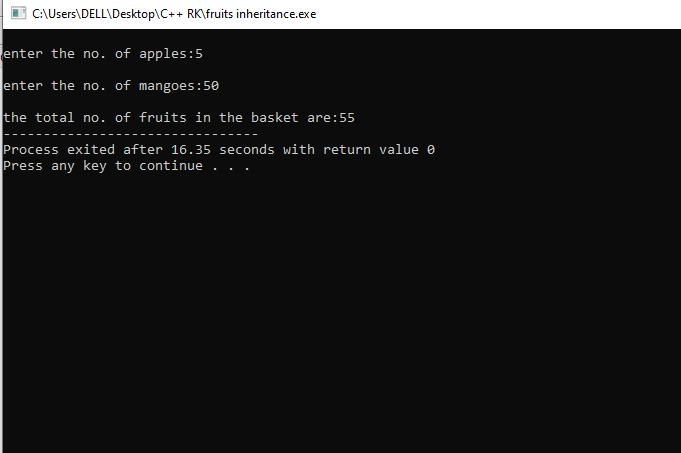 C:\Users\DELL\Desktop\C++ RK\fruits inheritance.exe
enter the no. of apples:5
enter the no. of mangoes:50
the total no. of fruits in the basket are:55
--------------------------------
Process exited after 16.35 seconds with return value 0
Press any key to continue . . .